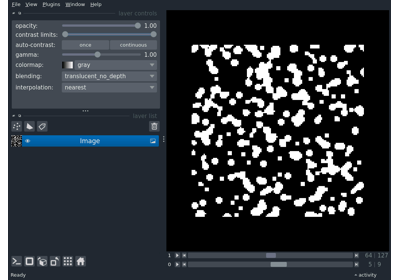 File View Plugins Window Help
layer controls
opacity: 1.00
contrast limits:
auto-contrast: once continuous
gamma: 1.00
colormap: gray
blending: translucent_no_depth
interpolation: nearest
layer list
Image
1 64 127
0 5 9
Ready activity